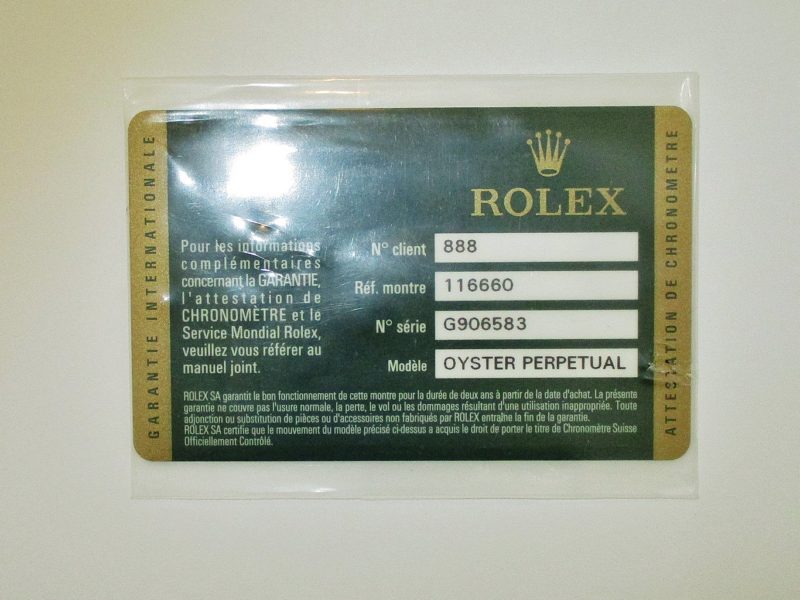 GARANTIE INTERNATIONALE
ROLEX
Pour les informations
complémentaires
concernant la GARANTIE,
l'attestation de
CHRONOMÈTRE et le
Service Mondial Rolex,
veuillez vous référer au
manuel joint.
N° client 888
Réf. montre 116660
N° série G906583
Modèle OYSTER PERPETUAL
ROLEX SA garantit le bon fonctionnement de cette montre pour la durée de deux ans à partir de la date d'achat. La présente
garantie ne couvre pas l'usure normale, la perte, le vol ou les dommages résultant d'une utilisation inappropriée. Toute
adjonction ou substitution de pièces ou d'accessoires non fabriqués par ROLEX entraîne la fin de la garantie.
ROLEX SA certifie que le mouvement du modèle précisé ci-dessus a acquis le droit de porter le titre de Chronomètre Suisse
Officiellement Contrôlé.
ATTESTATION DE CHRONOMETRE